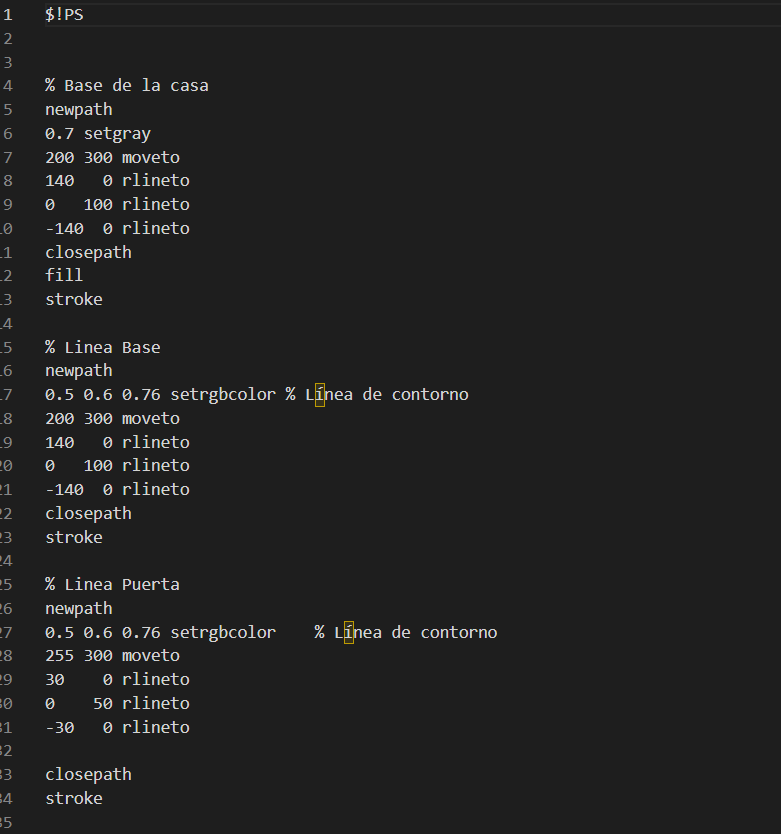 1 $!PS
2
3
4 % Base de la casa
5 newpath
6 0.7 setgray
7 200 300 moveto
8 140   0 rlineto
9 0   100 rlineto
10 -140  0 rlineto
11 closepath
12 fill
13 stroke
14
15 % Linea Base
16 newpath
17 0.5 0.6 0.76 setrgbcolor % Línea de contorno
18 200 300 moveto
19 140   0 rlineto
20 0   100 rlineto
21 -140  0 rlineto
22 closepath
23 stroke
24
25 % Linea Puerta
26 newpath
27 0.5 0.6 0.76 setrgbcolor    % Línea de contorno
28 255 300 moveto
29 30    0 rlineto
30 0    50 rlineto
31 -30   0 rlineto
32
33 closepath
34 stroke
35